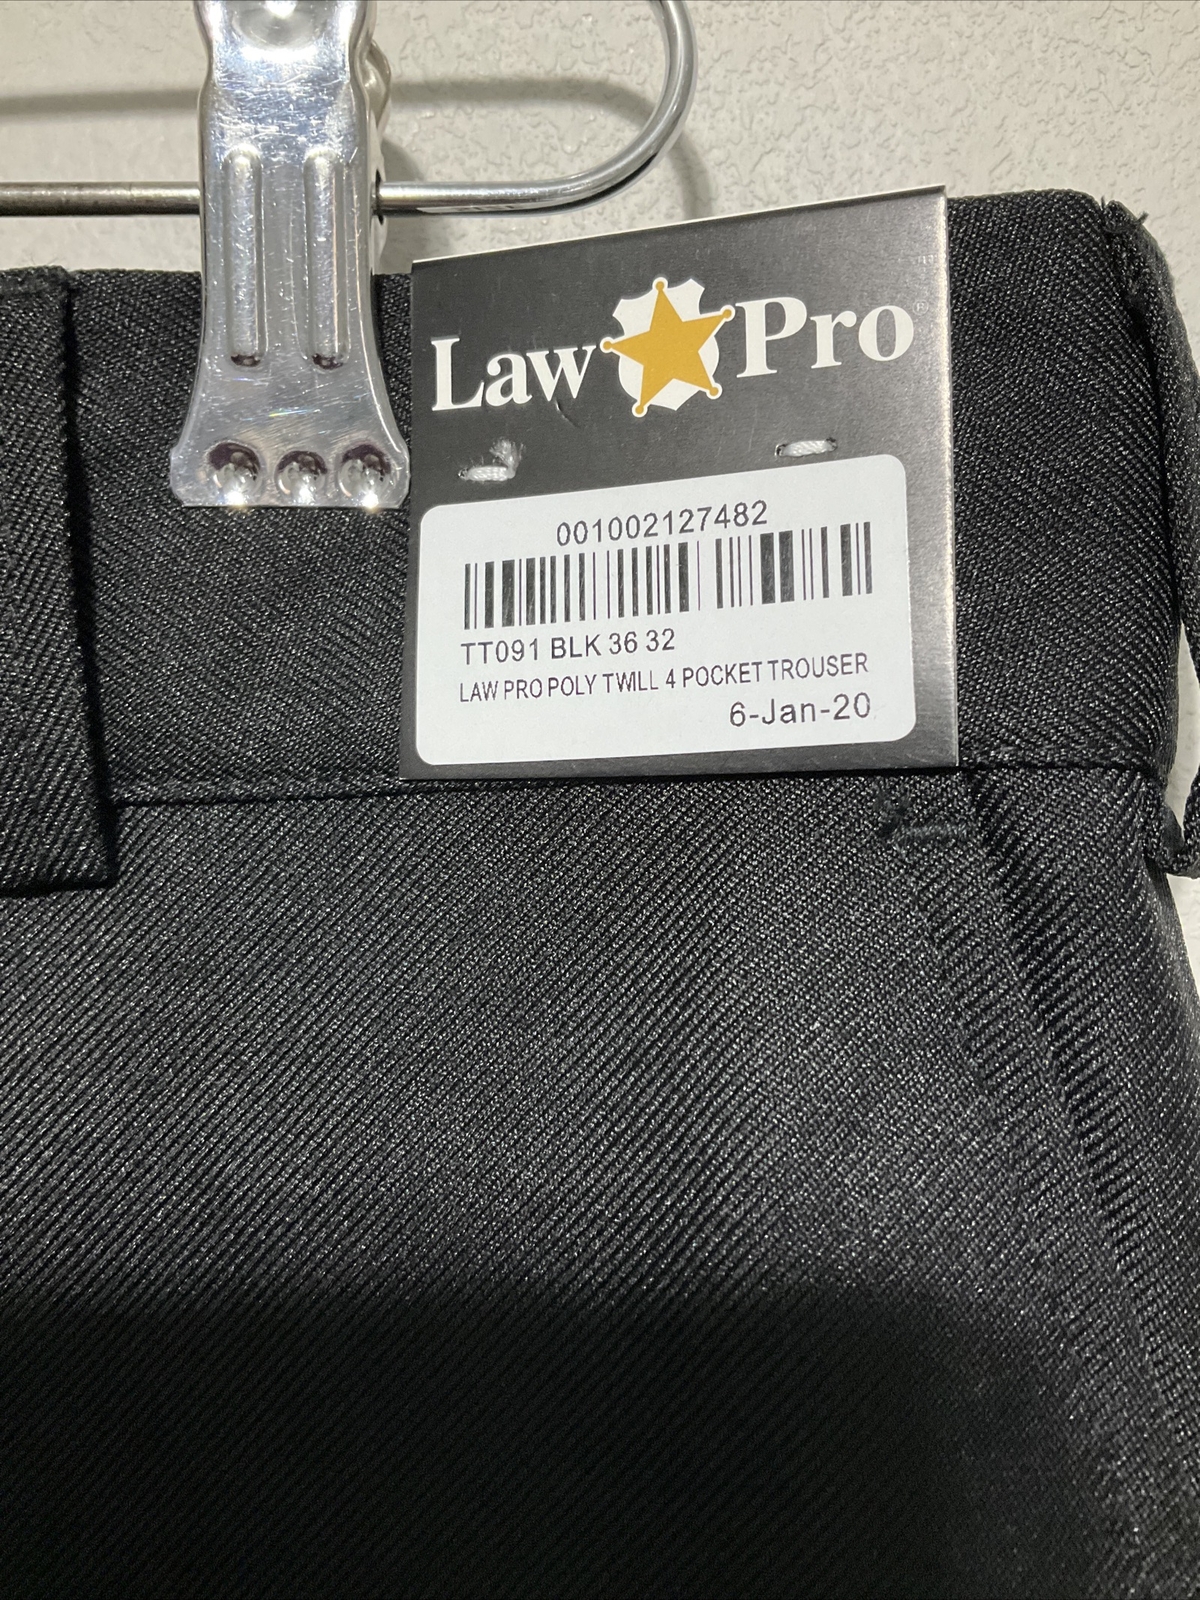 Law Pro®
001002127482
TT091 BLK 36 32
LAW PRO POLY TWILL 4 POCKET TROUSER
6-Jan-20